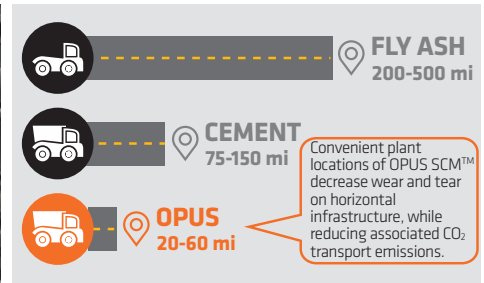 FLY ASH
200-500 mi
CEMENT
75-150 mi
OPUS
20-60 mi
Convenient plant
locations of OPUS SCM™
decrease wear and tear
on horizontal
infrastructure, while
reducing associated CO₂
transport emissions.